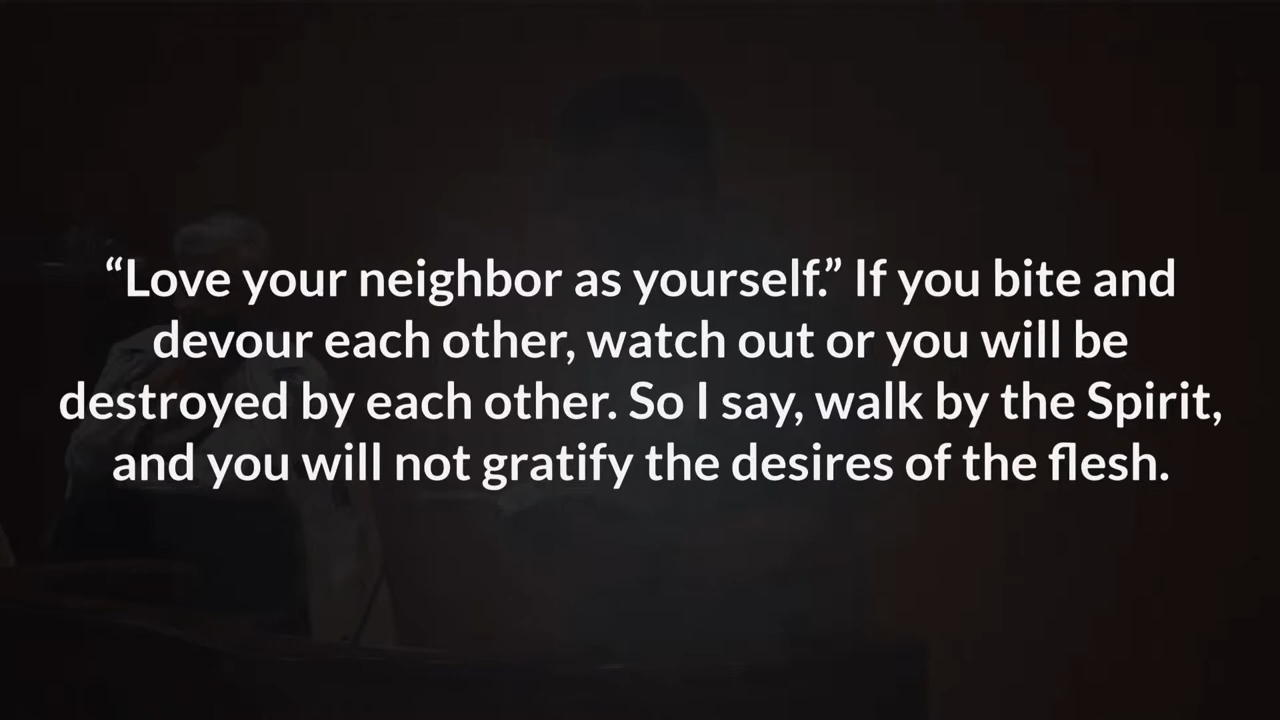 “Love your neighbor as yourself.” If you bite and
devour each other, watch out or you will be
destroyed by each other. So I say, walk by the Spirit,
and you will not gratify the desires of the flesh.